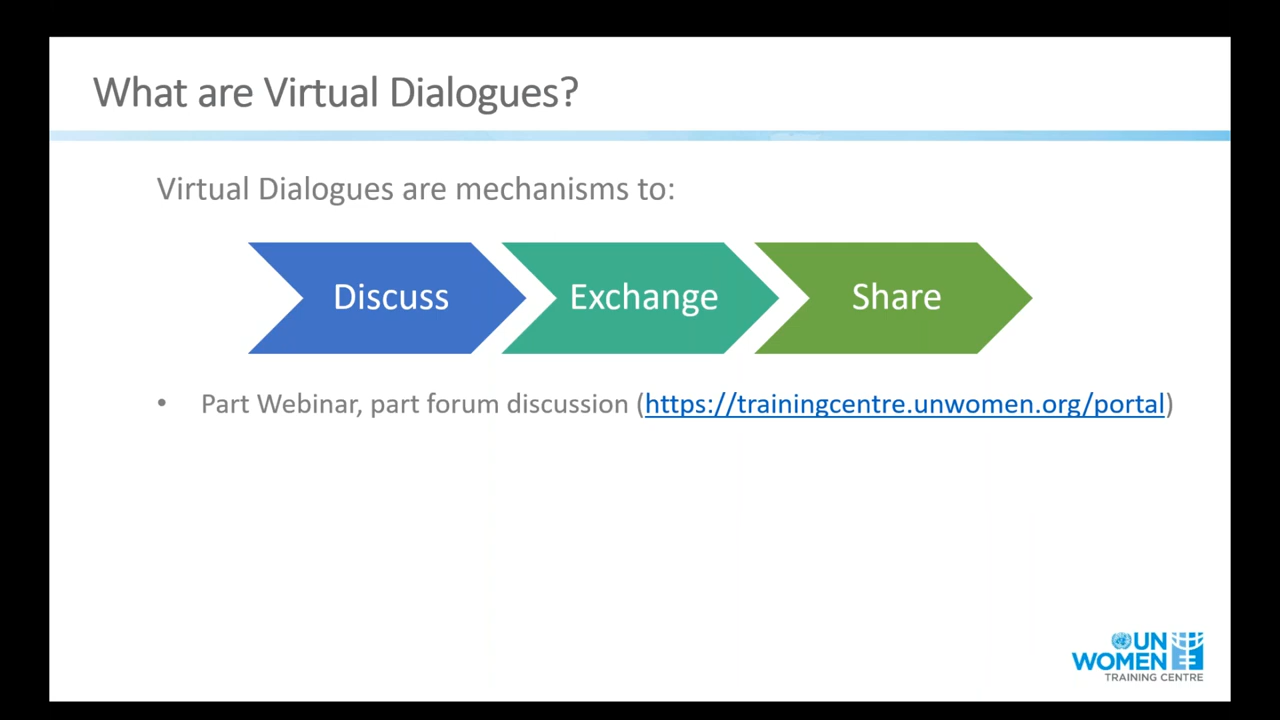 What are Virtual Dialogues?
Virtual Dialogues are mechanisms to:
Discuss
Exchange
Share
• Part Webinar, part forum discussion (https://trainingcentre.unwomen.org/portal)
UN
WOMEN
TRAINING CENTRE